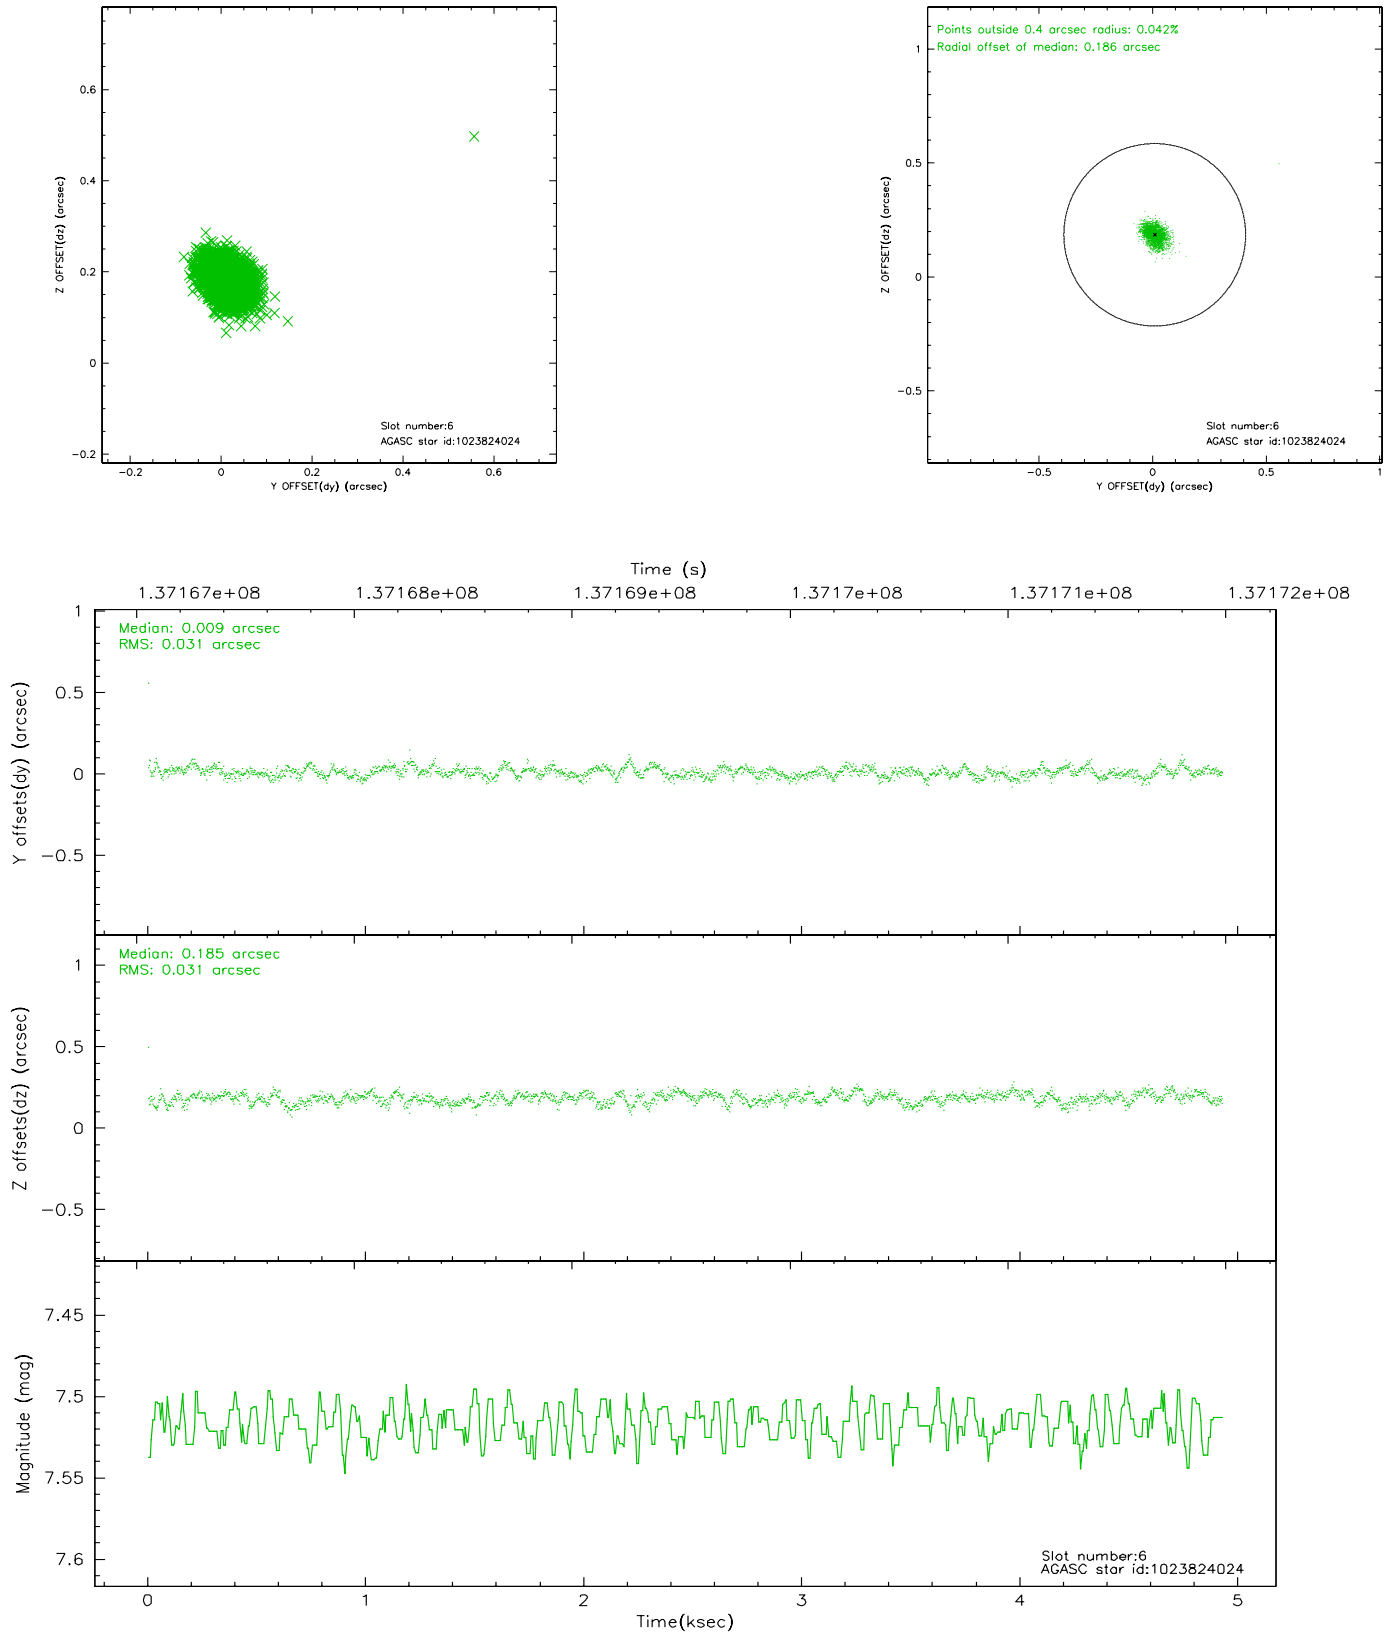 0.6
0.4
0.2
0
−0.2
Z OFFSET(dz) (arcsec)
Slot number:6
AGASC star id:1023824024
−0.2 0 0.2 0.4 0.6
Y OFFSET(dy) (arcsec)
Points outside 0.4 arcsec radius: 0.042%
Radial offset of median: 0.186 arcsec
1
0.5
0
−0.5
Z OFFSET(dz) (arcsec)
Slot number:6
AGASC star id:1023824024
−0.5 0 0.5 1
Y OFFSET(dy) (arcsec)
Time (s)
1.37167e+08 1.37168e+08 1.37169e+08 1.3717e+08 1.37171e+08 1.37172e+08
Median: 0.009 arcsec
RMS: 0.031 arcsec
1
0.5
0
−0.5
Y offsets(dy) (arcsec)
Median: 0.185 arcsec
RMS: 0.031 arcsec
1
0.5
0
−0.5
Z offsets(dz) (arcsec)
7.45
7.5
7.55
7.6
Magnitude (mag)
Slot number:6
AGASC star id:1023824024
0 1 2 3 4 5
Time(ksec)